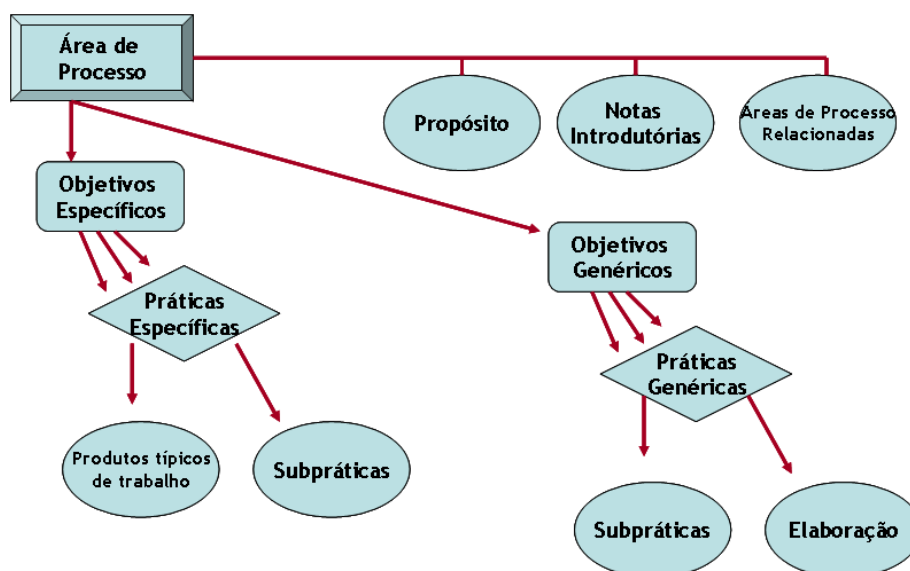 Área de
Processo
Propósito
Notas
Introdutórias
Áreas de Processo
Relacionadas
Objetivos
Específicos
Objetivos
Genéricos
Práticas
Específicas
Práticas
Genéricas
Produtos típicos
de trabalho
Subpráticas
Subpráticas
Elaboração